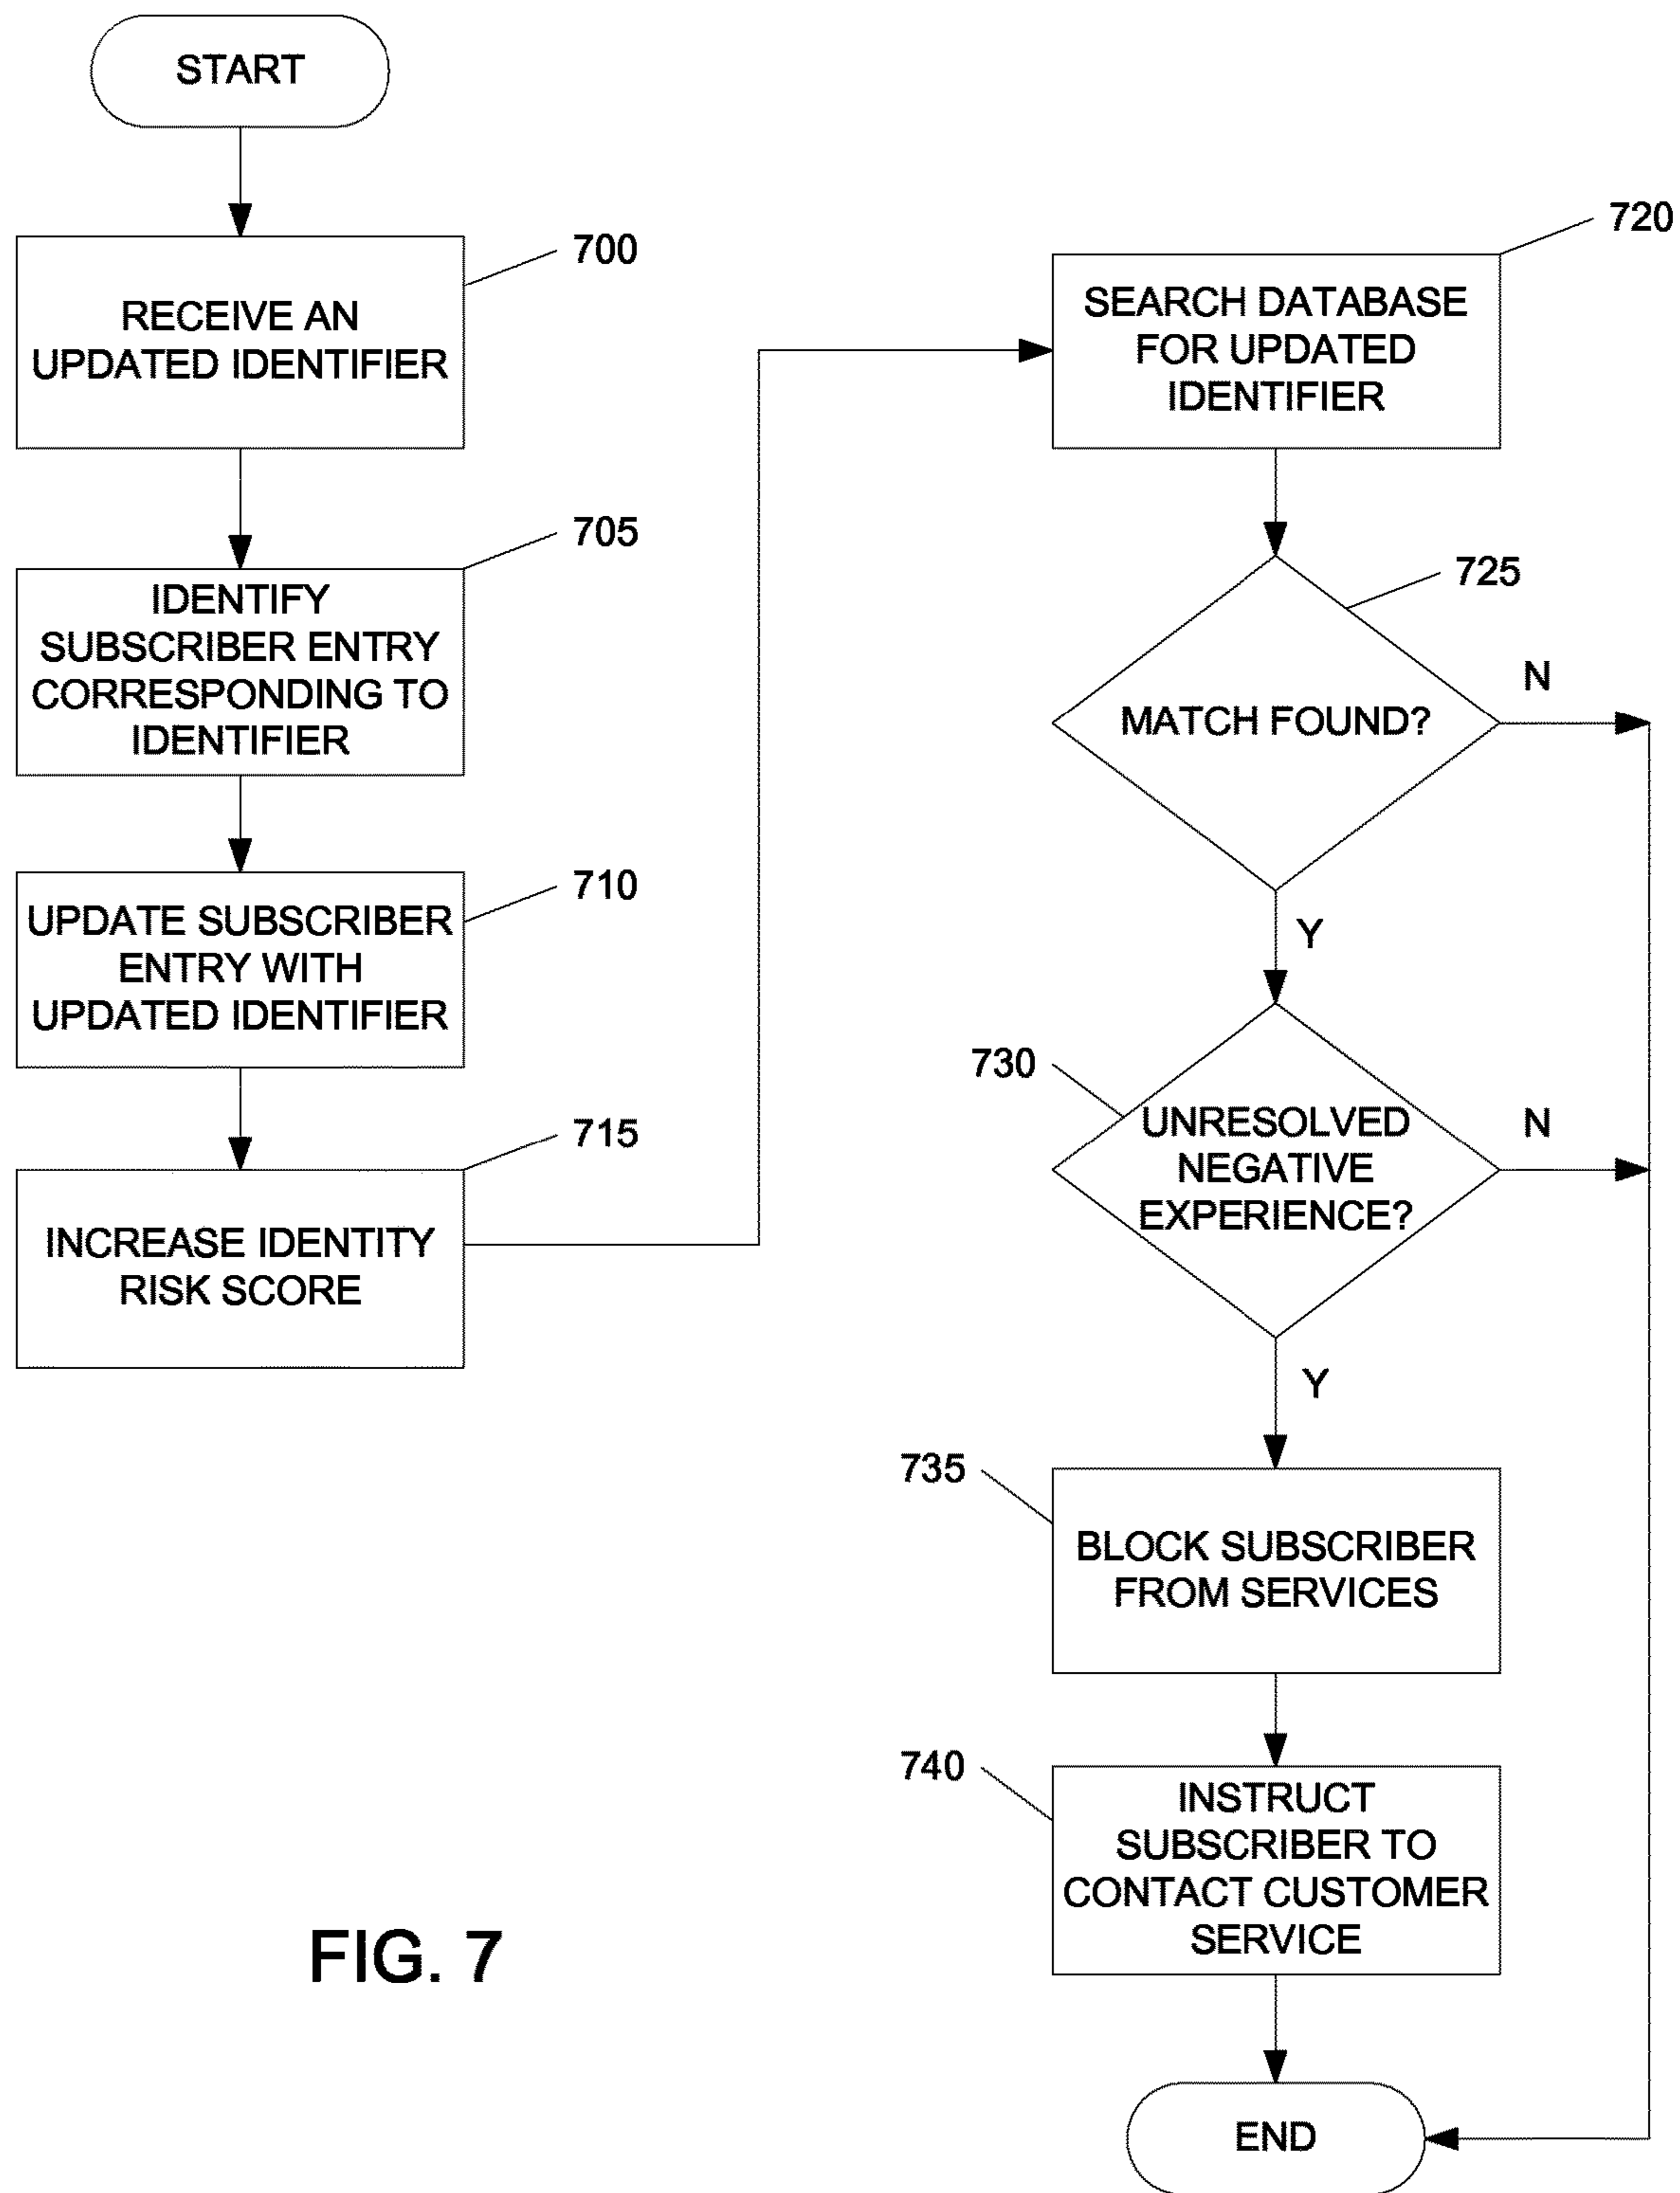 START
700
RECEIVE AN
UPDATED IDENTIFIER
705
IDENTIFY
SUBSCRIBER ENTRY
CORRESPONDING TO
IDENTIFIER
710
UPDATE SUBSCRIBER
ENTRY WITH
UPDATED IDENTIFIER
715
INCREASE IDENTITY
RISK SCORE
720
SEARCH DATABASE
FOR UPDATED
IDENTIFIER
725
MATCH FOUND?
N
Y
730
UNRESOLVED
NEGATIVE
EXPERIENCE?
N
Y
735
BLOCK SUBSCRIBER
FROM SERVICES
740
INSTRUCT
SUBSCRIBER TO
CONTACT CUSTOMER
SERVICE
END
FIG. 7